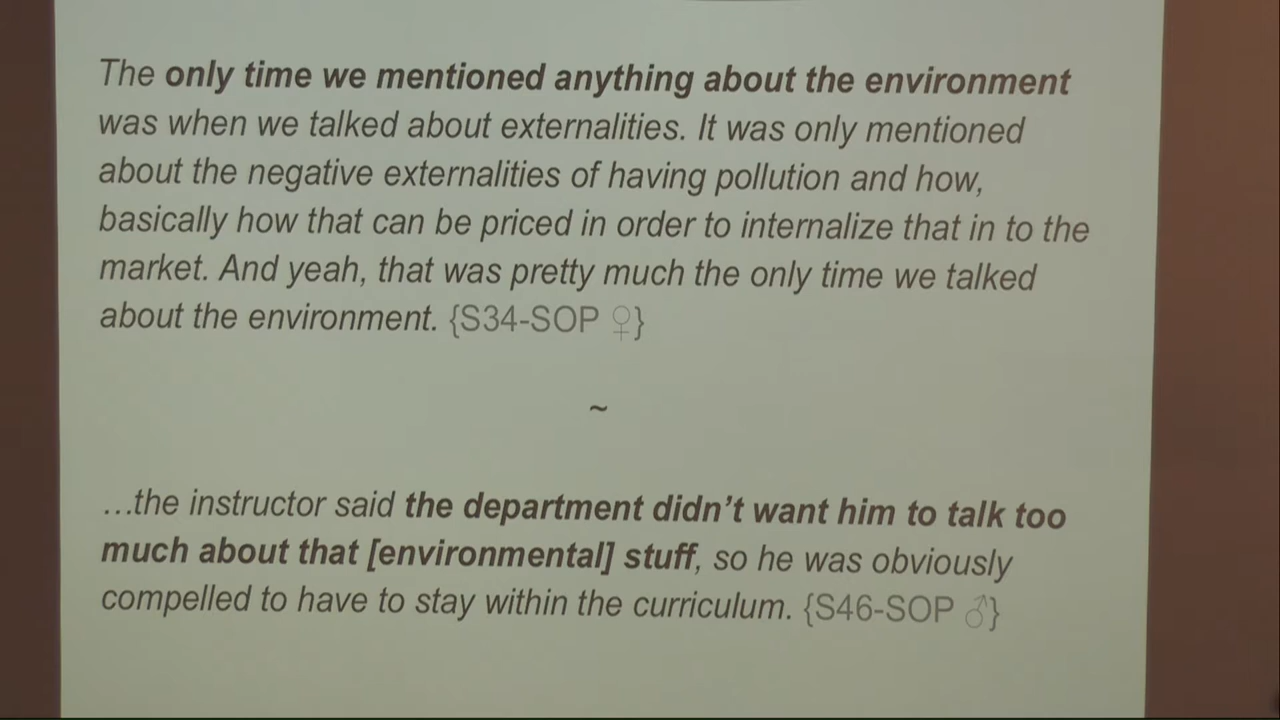 The only time we mentioned anything about the environment
was when we talked about externalities. It was only mentioned
about the negative externalities of having pollution and how,
basically how that can be priced in order to internalize that in to the
market. And yeah, that was pretty much the only time we talked
about the environment. {S34-SOP ♀}
~
…the instructor said the department didn’t want him to talk too
much about that [environmental] stuff, so he was obviously
compelled to have to stay within the curriculum. {S46-SOP ♂}